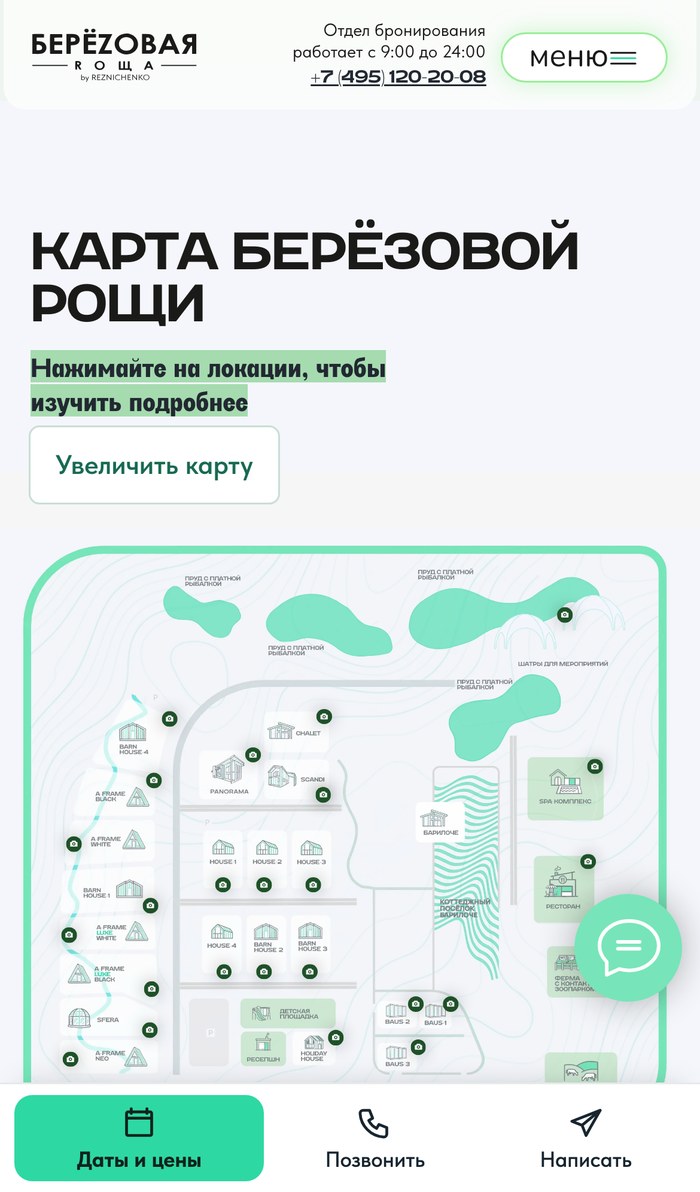 БЕРЁZОВАЯ
РОЩА
by REZNICHENKO
Отдел бронирования
работает с 9:00 до 24:00
+7 (495) 120-20-08
меню
КАРТА БЕРЁЗОВОЙ
РОЩИ
Нажимайте на локации, чтобы
изучить подробнее
Увеличить карту
ПРУД С ПЛАТНОЙ
РЫБАЛКОЙ
ПРУД С ПЛАТНОЙ
РЫБАЛКОЙ
ПРУД С ПЛАТНОЙ
РЫБАЛКОЙ
ШАТРЫ ДЛЯ МЕРОПРИЯТИЙ
ПРУД С ПЛАТНОЙ
РЫБАЛКОЙ
P
BARN
HOUSE 4
CHALET
PANORAMA
SCANDI
A FRAME
BLACK
SPA КОМПЛЕКС
P
A FRAME
WHITE
БАРИЛОЧЕ
HOUSE 1
HOUSE 2
HOUSE 3
BARN
HOUSE 1
КОТТЕДЖНЫЙ
ПОСЁЛОК
БАРИЛОЧЕ
РЕСТОРАН
A FRAME
LUXE
WHITE
HOUSE 4
BARN
HOUSE 2
BARN
HOUSE 3
A FRAME
LUXE
BLACK
ФЕРМА
С КОНТАК
ЗООПАРКОМ
SFERA
P
ДЕТСКАЯ
ПЛОЩАДКА
BAUS 2
BAUS 1
A FRAME
NEO
РЕСЕПШН
HOLIDAY
HOUSE
BAUS 3
Даты и цены
Позвонить
Написать